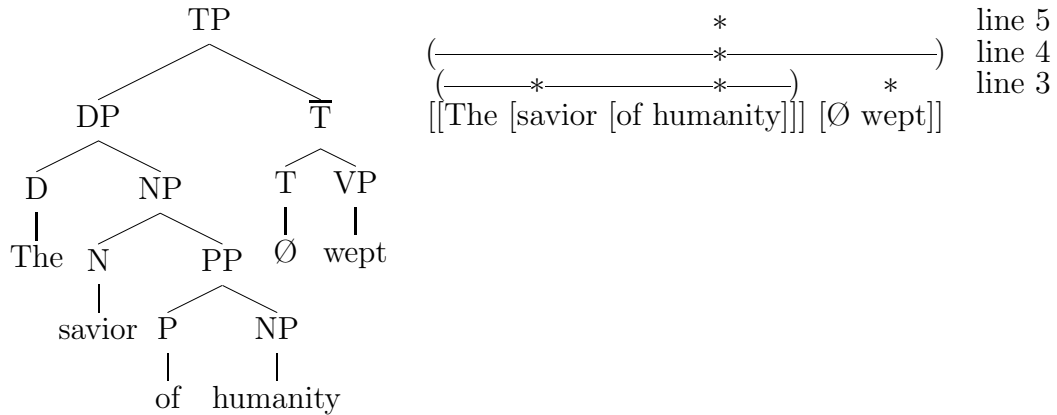 TP
DP T̅
D NP T VP
The N PP Ø wept
savior P NP
of humanity
* line 5
(*) line 4
(**) * line 3
[[The [savior [of humanity]]] [Ø wept]]